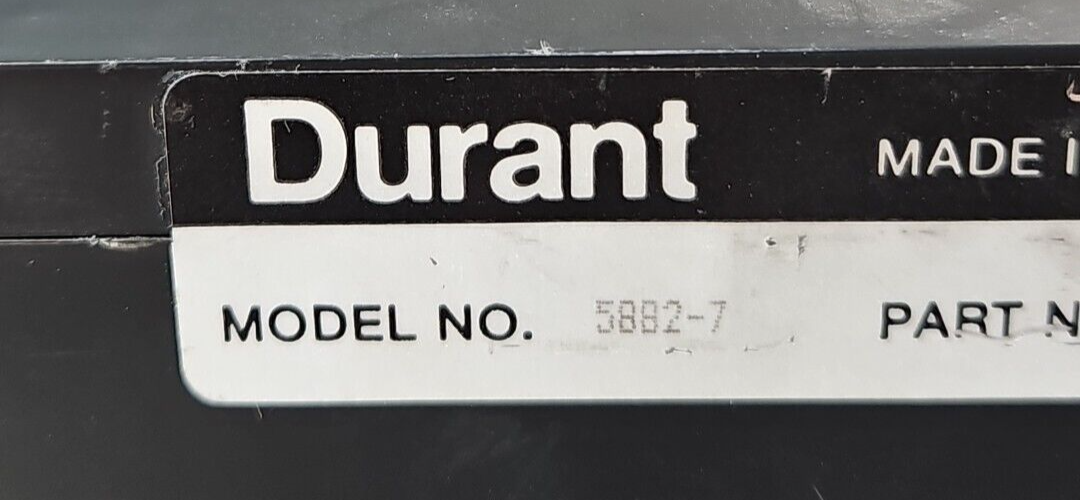 Durant MADE I
MODEL NO. 5882-7 PART N